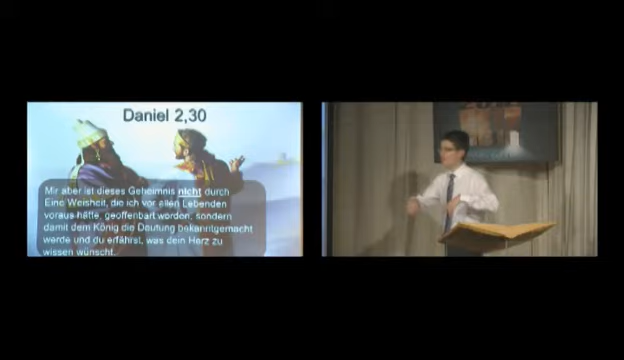 Daniel 2,30
Mir aber ist dieses Geheimnis nicht durch
Eine Weisheit, die ich vor allen Lebenden
voraus hätte, geoffenbart worden, sondern
damit dem König die Deutung bekanntgemacht
werde und du erfährst, was dein Herz zu
wissen wünscht.